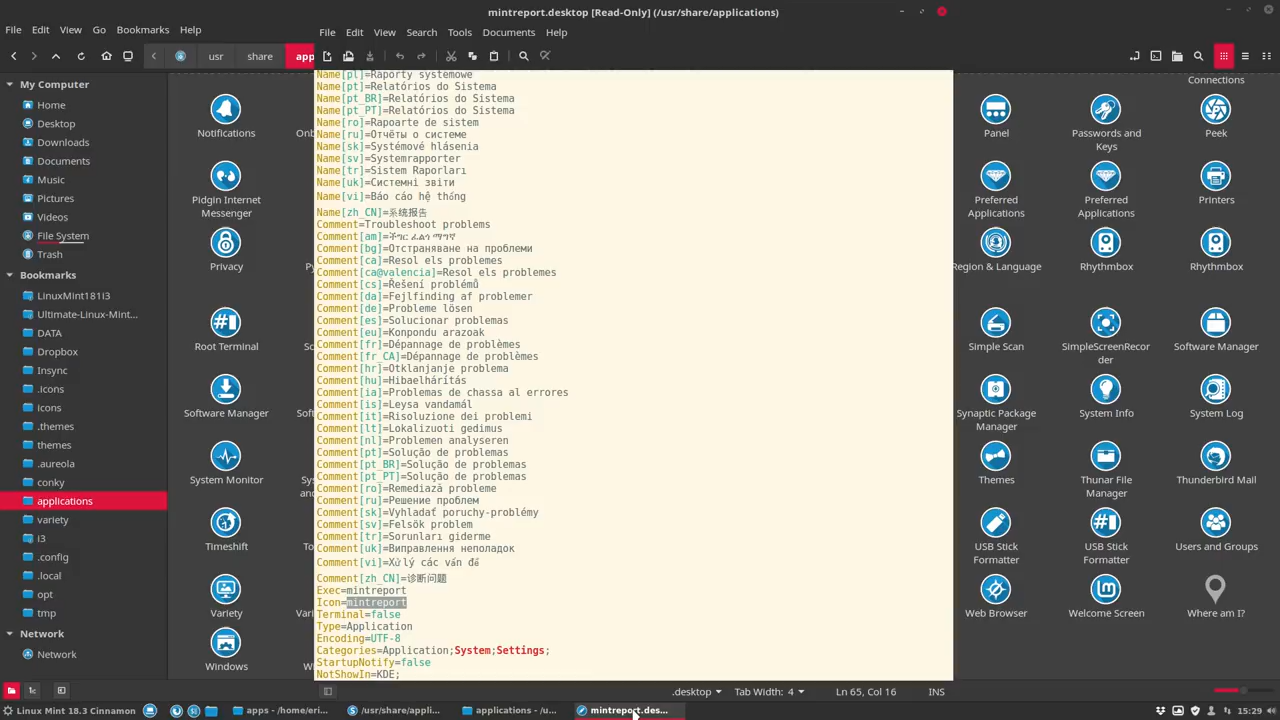 mintreport.desktop [Read-Only] (/usr/share/applications)
File Edit View Go Bookmarks Help
File Edit View Search Tools Documents Help
usr share app
My Computer
Home
Desktop
Downloads
Documents
Music
Pictures
Videos
File System
Trash
Bookmarks
LinuxMint181i3
Ultimate-Linux-Mint...
DATA
Dropbox
Insync
.icons
icons
.themes
themes
.aureola
conky
applications
variety
i3
.config
.local
opt
tmp
Network
Network
Notifications
Pidgin Internet
Messenger
Privacy
Root Terminal
Software Manager
System Monitor
Timeshift
Variety
Windows
Name[pl]=Raporty systemowe
Name[pt]=Relatórios do Sistema
Name[pt_BR]=Relatórios do Sistema
Name[pt_PT]=Relatórios do Sistema
Name[ro]=Rapoarte de sistem
Name[ru]=Отчёты о системе
Name[sk]=Systémové hlásenia
Name[sv]=Systemrapporter
Name[tr]=Sistem Raporları
Name[uk]=Системні звіти
Name[vi]=Báo cáo hệ thống
Name[zh_CN]=系统报告
Comment=Troubleshoot problems
Comment[am]=ችግር ፈልጎ ማግኛ
Comment[bg]=Отстраняване на проблеми
Comment[ca]=Resol els problemes
Comment[ca@valencia]=Resol els problemes
Comment[cs]=Řešení problémů
Comment[da]=Fejlfinding af problemer
Comment[de]=Probleme lösen
Comment[es]=Solucionar problemas
Comment[eu]=Konpondu arazoak
Comment[fr]=Dépannage de problèmes
Comment[fr_CA]=Dépannage de problèmes
Comment[hr]=Otklanjanje problema
Comment[hu]=Hibaelhárítás
Comment[ia]=Problemas de chassa al errores
Comment[is]=Leysa vandamál
Comment[it]=Risoluzione dei problemi
Comment[lt]=Lokalizuoti gedimus
Comment[nl]=Problemen analyseren
Comment[pt]=Solução de problemas
Comment[pt_BR]=Solução de problemas
Comment[pt_PT]=Solução de problemas
Comment[ro]=Remediază probleme
Comment[ru]=Решение проблем
Comment[sk]=Vyhladať poruchy-problémy
Comment[sv]=Felsök problem
Comment[tr]=Sorunları giderme
Comment[uk]=Виправлення неполадок
Comment[vi]=Xử lý các vấn đề
Comment[zh_CN]=诊断问题
Exec=mintreport
Icon=mintreport
Terminal=false
Type=Application
Encoding=UTF-8
Categories=Application;System;Settings;
StartupNotify=false
NotShowIn=KDE;
.desktop Tab Width: 4 Ln 65, Col 16 INS
Connections
Panel Passwords and Peek
Keys
Preferred Preferred Printers
Applications Applications
Region & Language Rhythmbox Rhythmbox
Simple Scan SimpleScreenRecor Software Manager
der
Synaptic Package System Info System Log
Manager
Themes Thunar File Thunderbird Mail
Manager
USB Stick USB Stick Users and Groups
Formatter Formatter
Web Browser Welcome Screen Where am I?
Linux Mint 18.3 Cinnamon apps - /home/eri... /usr/share/appli... applications - /u... mintreport.des... 15:29